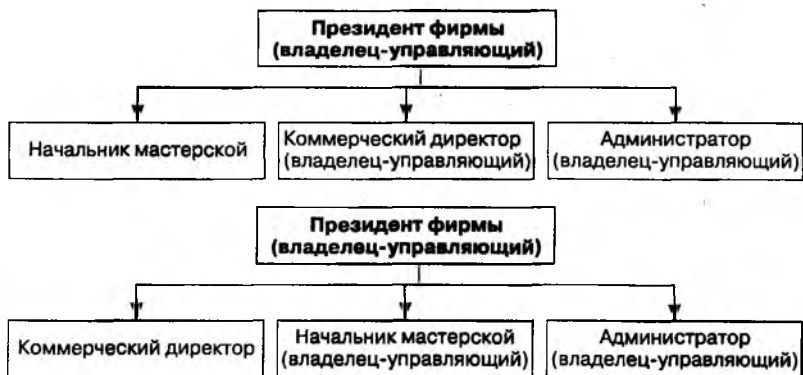 Президент фирмы
(владелец-управляющий)
Начальник мастерской
Коммерческий директор
(владелец-управляющий)
Администратор
(владелец-управляющий)
Президент фирмы
(владелец-управляющий)
Коммерческий директор
Начальник мастерской
(владелец-управляющий)
Администратор
(владелец-управляющий)